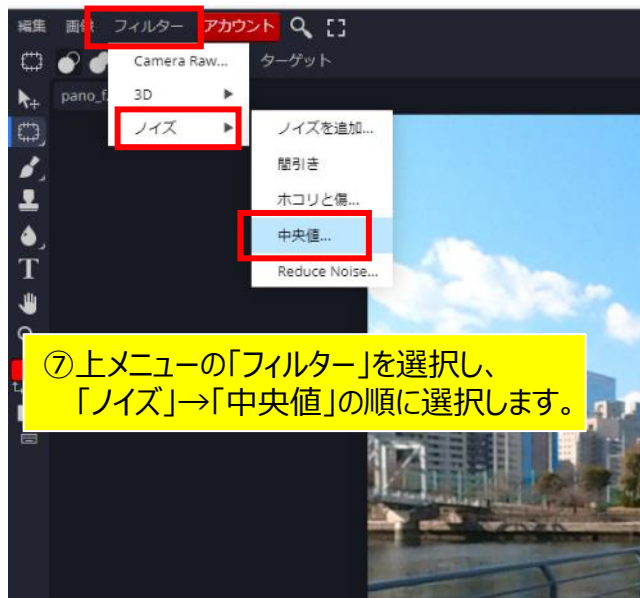 編集 画像 フィルター アカウント
Camera Raw... ターゲット
pano_f 3D
ノイズ ノイズを追加...
間引き
ホコリと傷...
中央値...
Reduce Noise...
T
⑦上メニューの「フィルター」を選択し、
「ノイズ」→「中央値」の順に選択します。